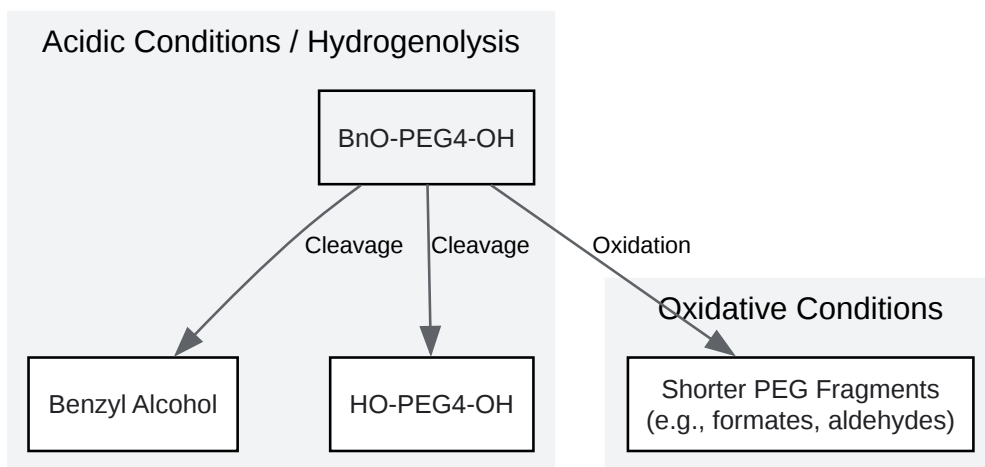 Acidic Conditions / Hydrogenolysis
BnO-PEG4-OH
Cleavage
Cleavage
Oxidation
Oxidative Conditions
Benzyl Alcohol
HO-PEG4-OH
Shorter PEG Fragments
(e.g., formates, aldehydes)